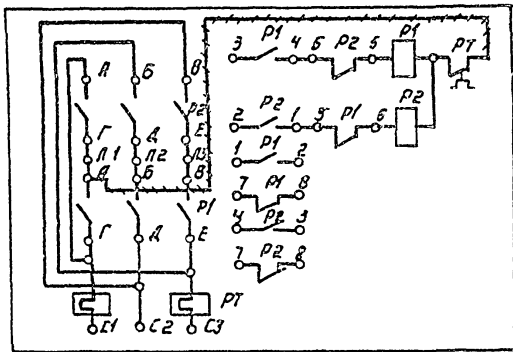 А Б В
3 Р1 4 6 Р2 5 Р1 РТ
Р2
Г Д Е
2 Р2 1 5 Р1 6 Р2
Л1 Л2 Л3
1 Р1 2
А Б В
7 Р1 8
Р1
4 Р2 3
Г Д Е
7 Р2 8
РТ
С1 С2 С3